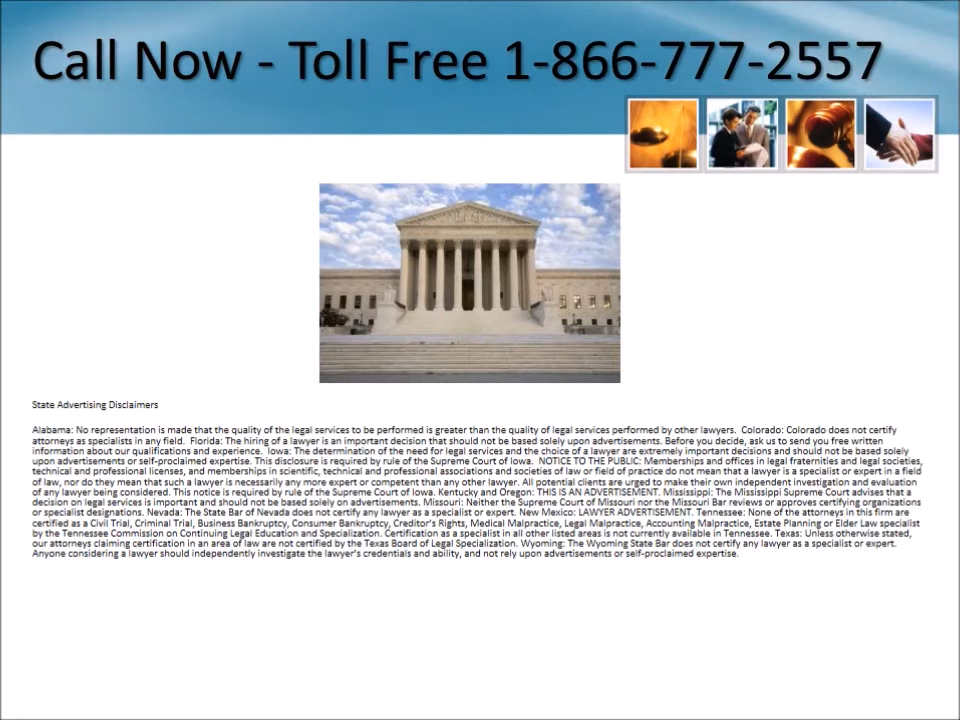 Call Now - Toll Free 1-866-777-2557
State Advertising Disclaimers
Alabama: No representation is made that the quality of the legal services to be performed is greater than the quality of legal services performed by other lawyers.  Colorado: Colorado does not certify
attorneys as specialists in any field.  Florida: The hiring of a lawyer is an important decision that should not be based solely upon advertisements. Before you decide, ask us to send you free written
information about our qualifications and experience.  Iowa: The determination of the need for legal services and the choice of a lawyer are extremely important decisions and should not be based solely
upon advertisements or self-proclaimed expertise. This disclosure is required by rule of the Supreme Court of Iowa.  NOTICE TO THE PUBLIC: Memberships and offices in legal fraternities and legal societies,
technical and professional licenses, and memberships in scientific, technical and professional associations and societies of law or field of practice do not mean that a lawyer is a specialist or expert in a field
of law, nor do they mean that such a lawyer is necessarily any more expert or competent than any other lawyer. All potential clients are urged to make their own independent investigation and evaluation
of any lawyer being considered. This notice is required by rule of the Supreme Court of Iowa. Kentucky and Oregon: THIS IS AN ADVERTISEMENT. Mississippi: The Mississippi Supreme Court advises that a
decision on legal services is important and should not be based solely on advertisements. Missouri: Neither the Supreme Court of Missouri nor the Missouri Bar reviews or approves certifying organizations
or specialist designations. Nevada: The State Bar of Nevada does not certify any lawyer as a specialist or expert. New Mexico: LAWYER ADVERTISEMENT. Tennessee: None of the attorneys in this firm are
certified as a Civil Trial, Criminal Trial, Business Bankruptcy, Consumer Bankruptcy, Creditor's Rights, Medical Malpractice, Legal Malpractice, Accounting Malpractice, Estate Planning or Elder Law specialist
by the Tennessee Commission on Continuing Legal Education and Specialization. Certification as a specialist in all other listed areas is not currently available in Tennessee. Texas: Unless otherwise stated,
our attorneys claiming certification in an area of law are not certified by the Texas Board of Legal Specialization. Wyoming: The Wyoming State Bar does not certify any lawyer as a specialist or expert.
Anyone considering a lawyer should independently investigate the lawyer's credentials and ability, and not rely upon advertisements or self-proclaimed expertise.